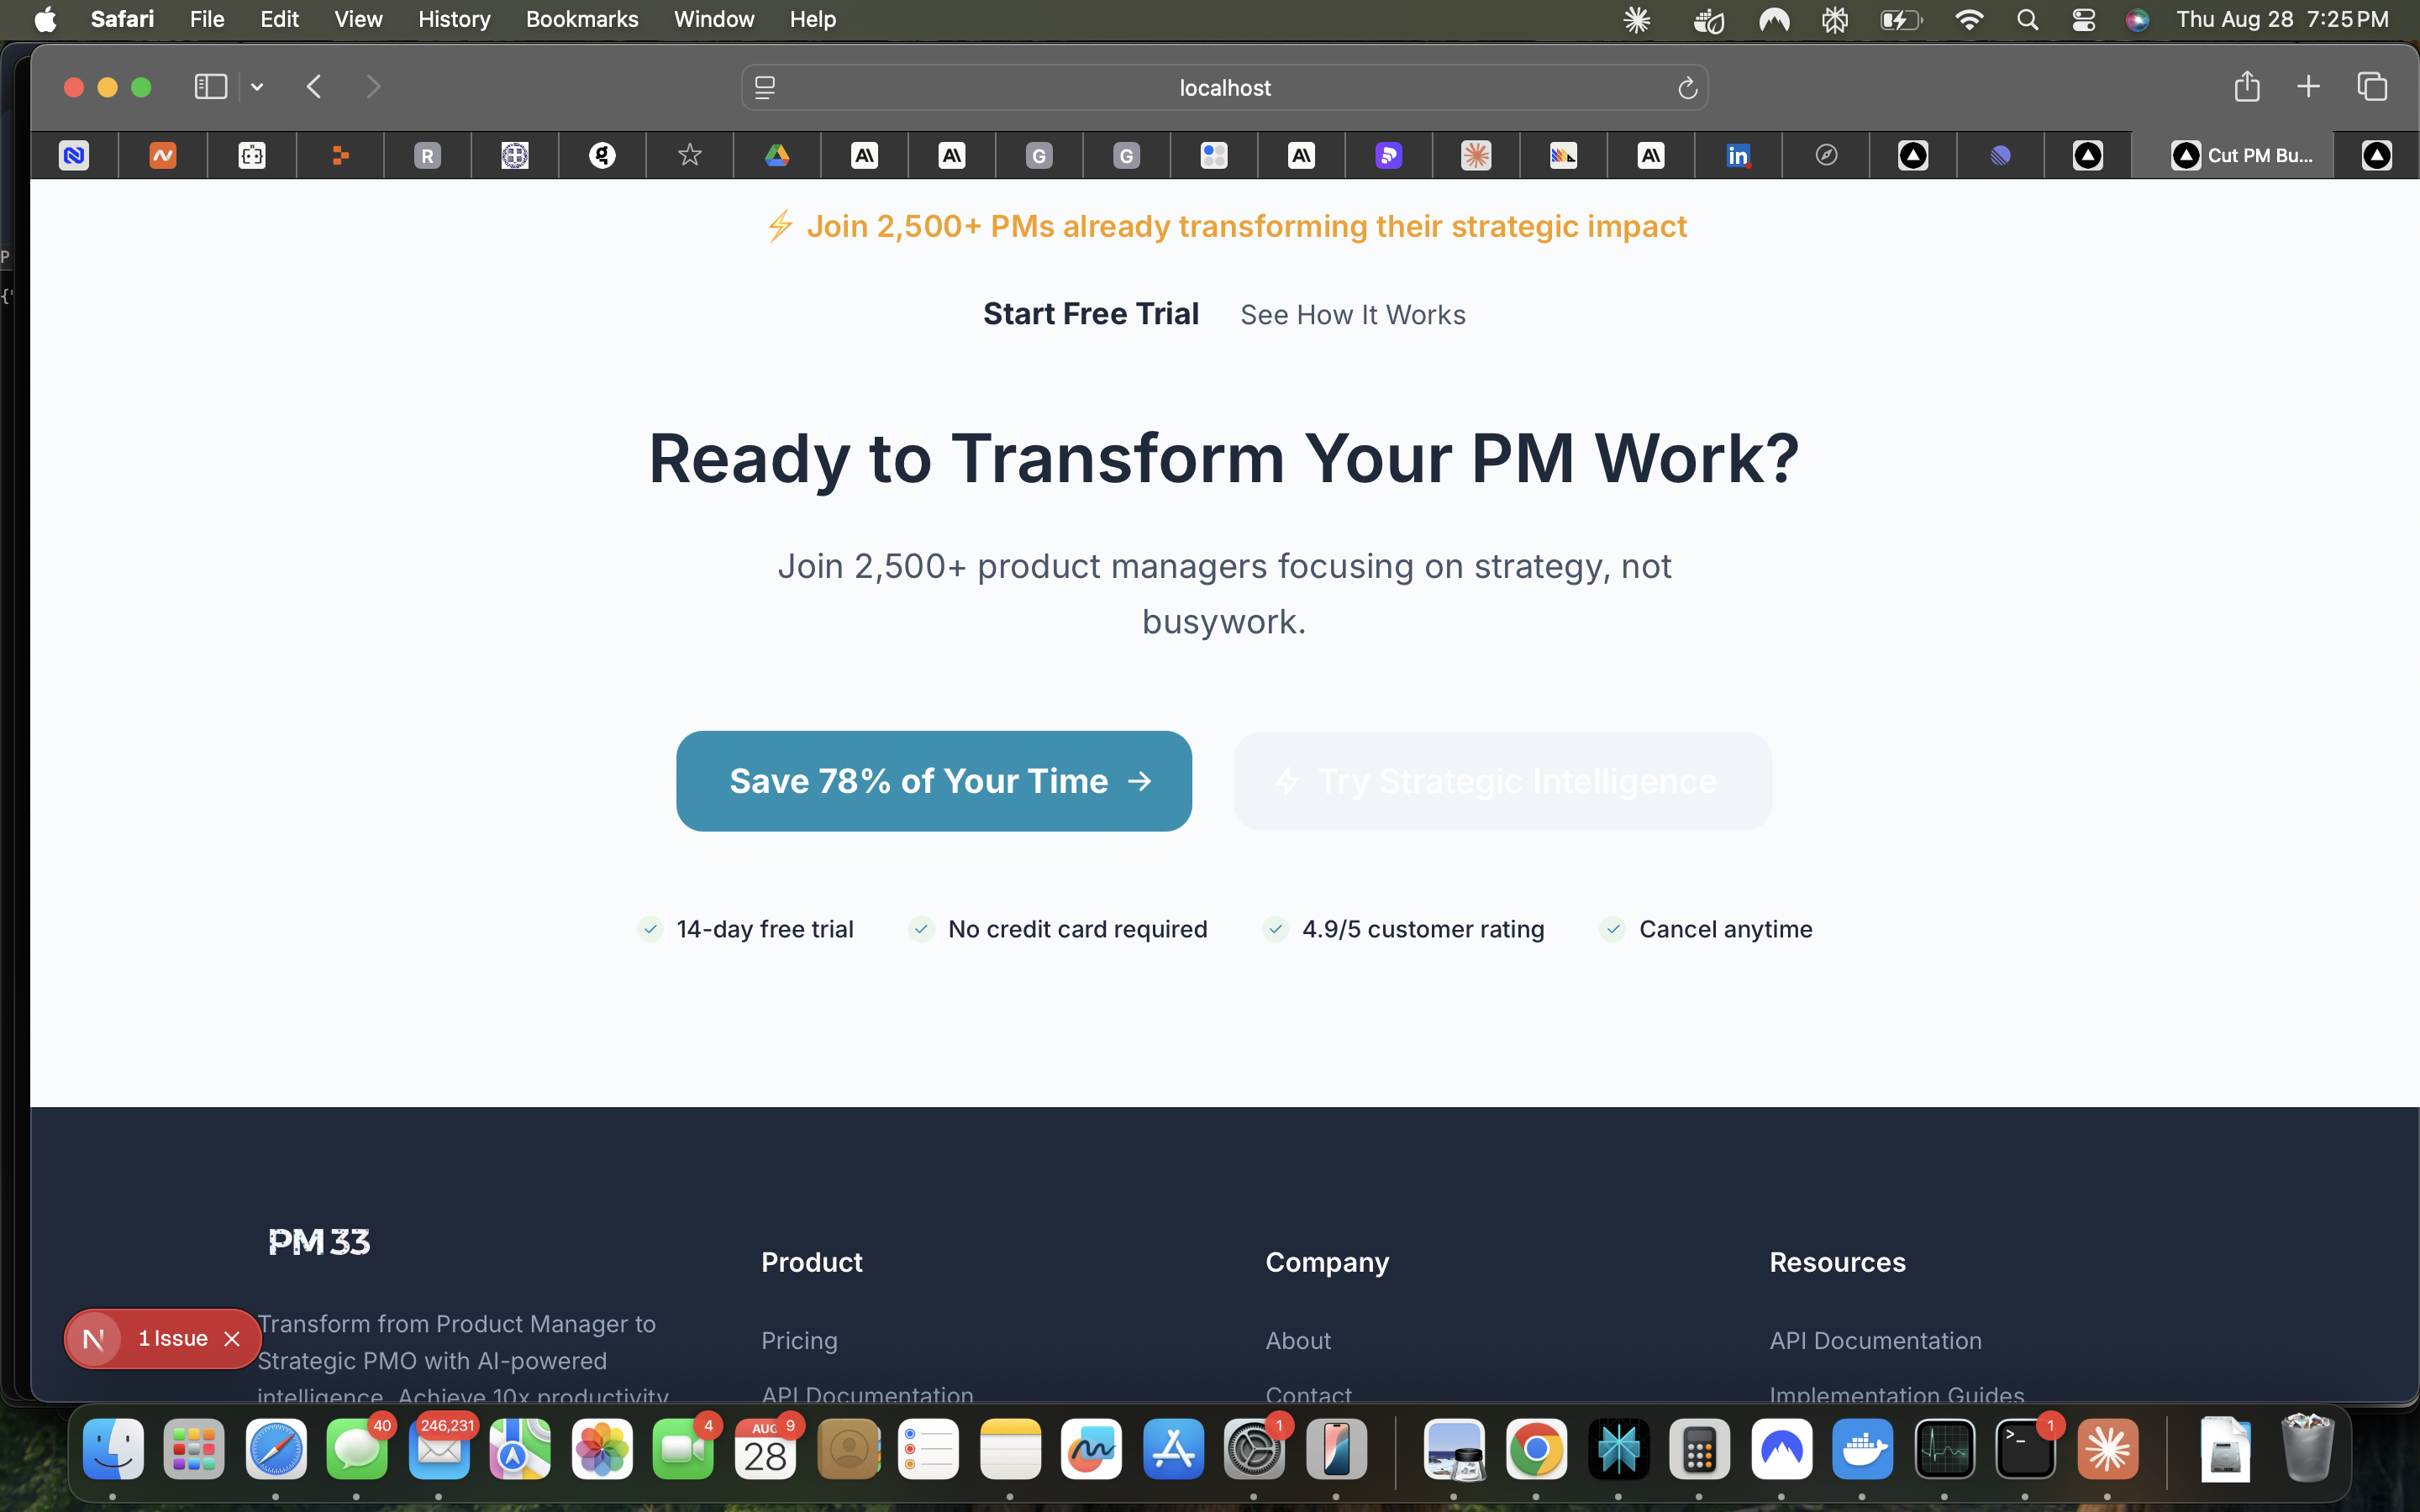 Safari File Edit View History Bookmarks Window Help Thu Aug 28 7:25 PM
localhost
R g G G in Cut PM Bu...
P
{'
⚡ Join 2,500+ PMs already transforming their strategic impact
Start Free Trial See How It Works
Ready to Transform Your PM Work?
Join 2,500+ product managers focusing on strategy, not
busywork.
Save 78% of Your Time →
Try Strategic Intelligence
14-day free trial No credit card required 4.9/5 customer rating Cancel anytime
PM33
Product
Company
Resources
Transform from Product Manager to
Strategic PMO with AI-powered
intelligence. Achieve 10x productivity
Pricing
API Documentation
About
Contact
API Documentation
Implementation Guides
N 1 Issue
40 246,231 4 AUG 28 9 1 >_ 1